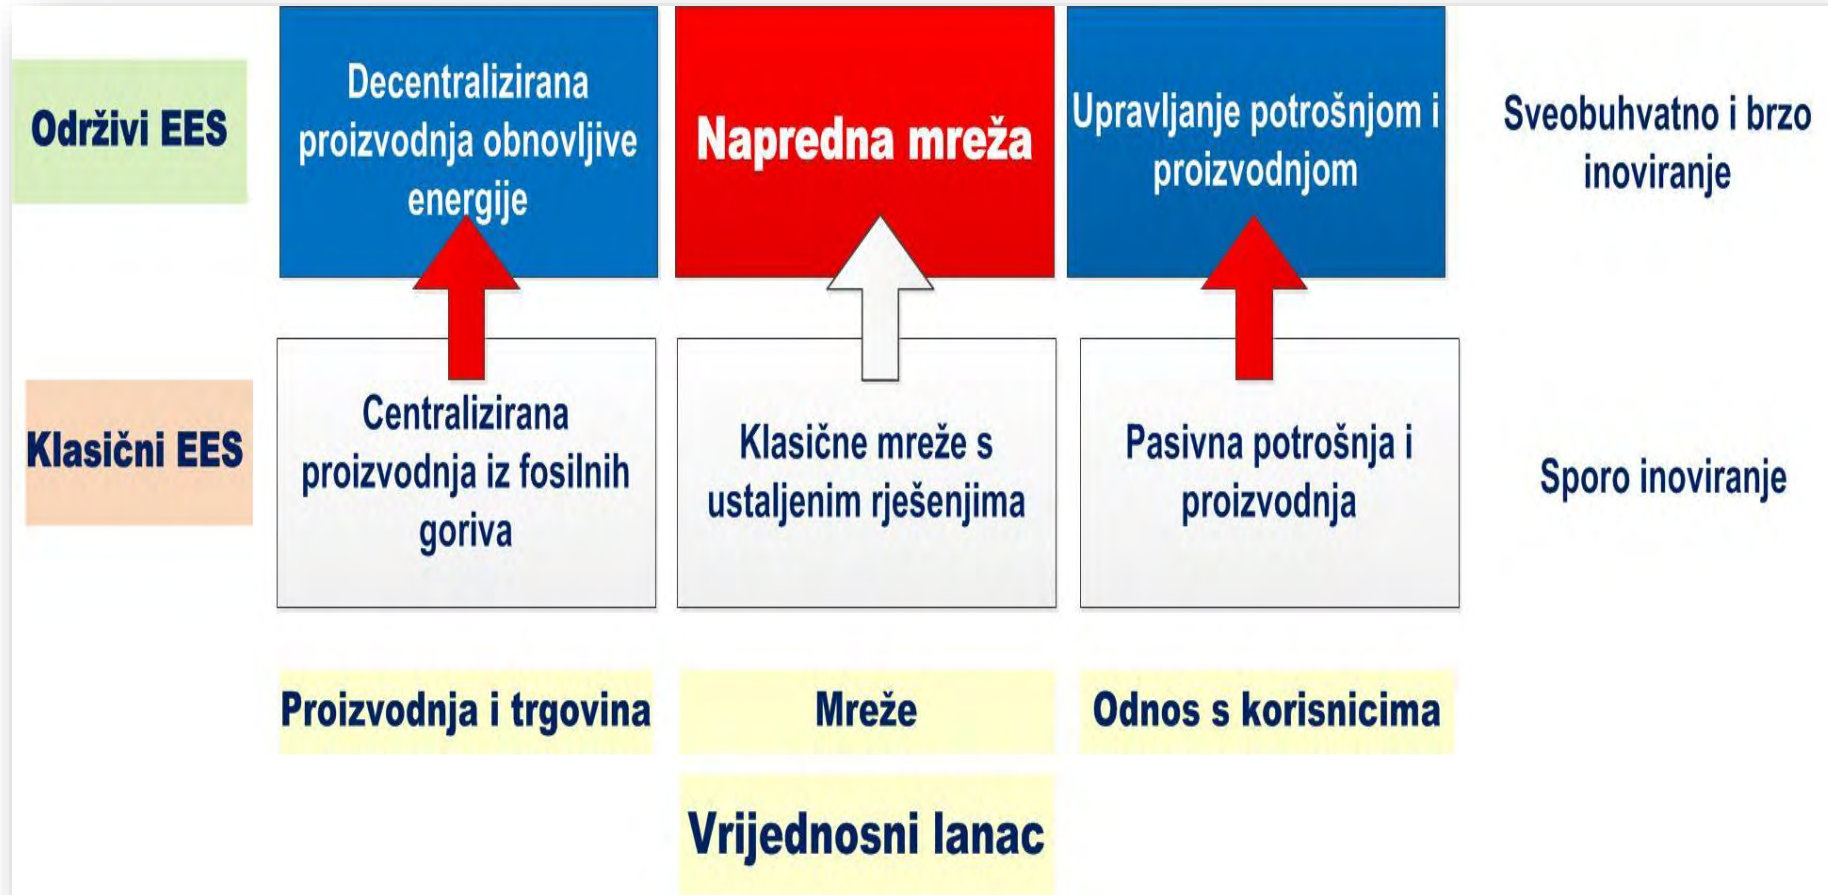 Održivi EES
Decentralizirana
proizvodnja obnovljive
energije
Napredna mreža
Upravljanje potrošnjom i
proizvodnjom
Sveobuhvatno i brzo
inoviranje
Klasični EES
Centralizirana
proizvodnja iz fosilnih
goriva
Klasične mreže s
ustaljenim rješenjima
Pasivna potrošnja i
proizvodnja
Sporo inoviranje
Proizvodnja i trgovina
Mreže
Odnos s korisnicima
Vrijednosni lanac